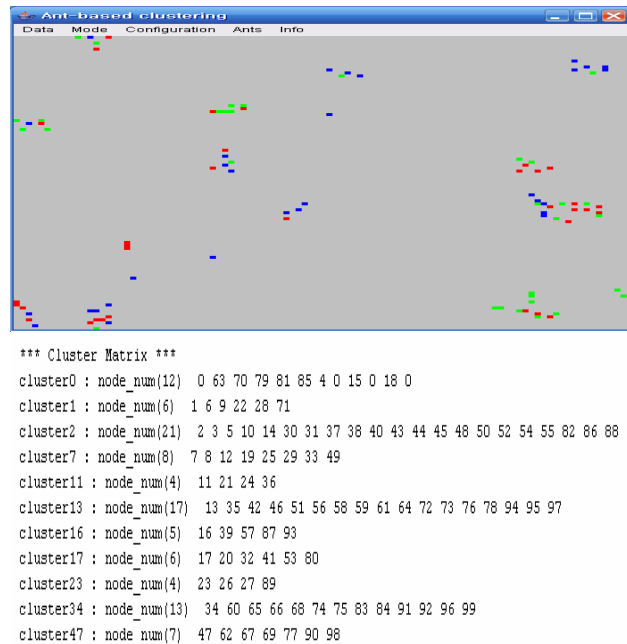 Ant-based clustering
Data Mode Configuration Ants Info
*** Cluster Matrix ***
cluster0 : node_num(12) 0 63 70 79 81 85 4 0 15 0 18 0
cluster1 : node_num(6) 1 6 9 22 28 71
cluster2 : node_num(21) 2 3 5 10 14 30 31 37 38 40 43 44 45 48 50 52 54 55 82 86 88
cluster7 : node_num(8) 7 8 12 19 25 29 33 49
cluster11 : node_num(4) 11 21 24 36
cluster13 : node_num(17) 13 35 42 46 51 56 58 59 61 64 72 73 76 78 94 95 97
cluster16 : node_num(5) 16 39 57 87 93
cluster17 : node_num(6) 17 20 32 41 53 80
cluster23 : node_num(4) 23 26 27 89
cluster34 : node_num(13) 34 60 65 66 68 74 75 83 84 91 92 96 99
cluster47 : node_num(7) 47 62 67 69 77 90 98